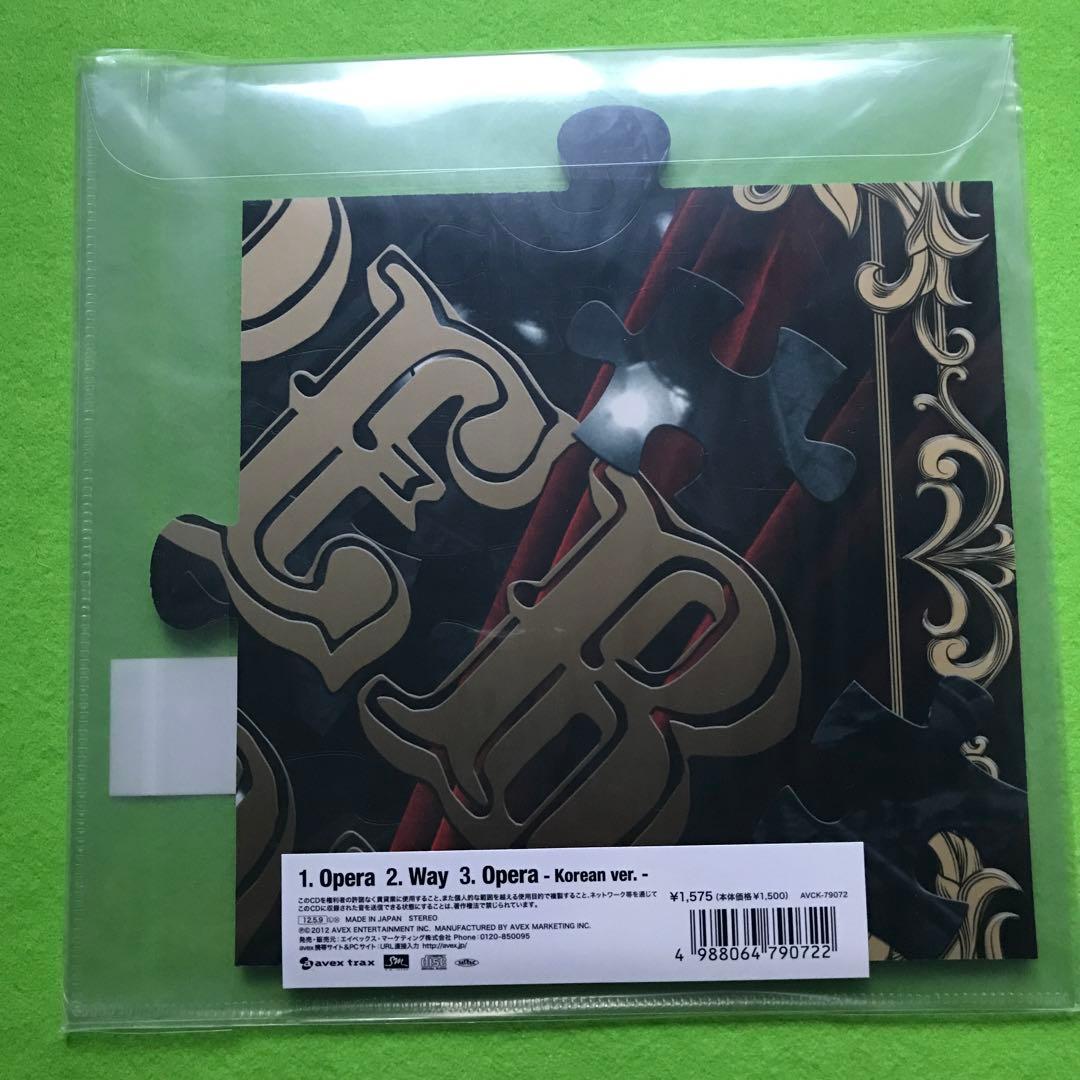 ER
1. Opera 2. Way 3. Opera - Korean ver. -
このCDを権利者の許諾なく賃貸業に使用すること、また個人的な範囲を超える使用目的で複製すること、ネットワーク等を通じて
このCDに収録された音を送信できる状態にすることは、著作権法で禁じられています。
¥1,575 (本体価格¥1,500) AVCK-79072
12.5.9 MADE IN JAPAN STEREO
℗© 2012 AVEX ENTERTAINMENT INC. MANUFACTURED BY AVEX MARKETING INC.
発売・販売元:エイベックス・マーケティング株式会社 Phone:0120-850095
avex携帯サイト&PCサイト:URL直接入力 http://avex.jp/
avex trax SM
4 988064 790722